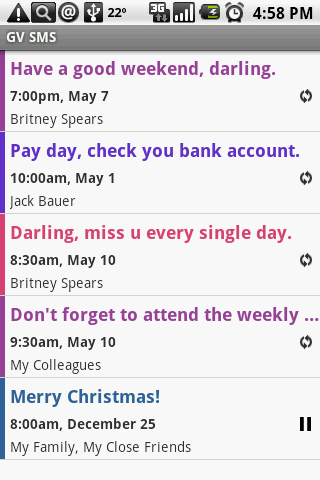 22° 3G 4:58 PM
GV SMS
Have a good weekend, darling.
7:00pm, May 7
Britney Spears
Pay day, check you bank account.
10:00am, May 1
Jack Bauer
Darling, miss u every single day.
8:30am, May 10
Britney Spears
Don't forget to attend the weekly ...
9:30am, May 10
My Colleagues
Merry Christmas!
8:00am, December 25
My Family, My Close Friends